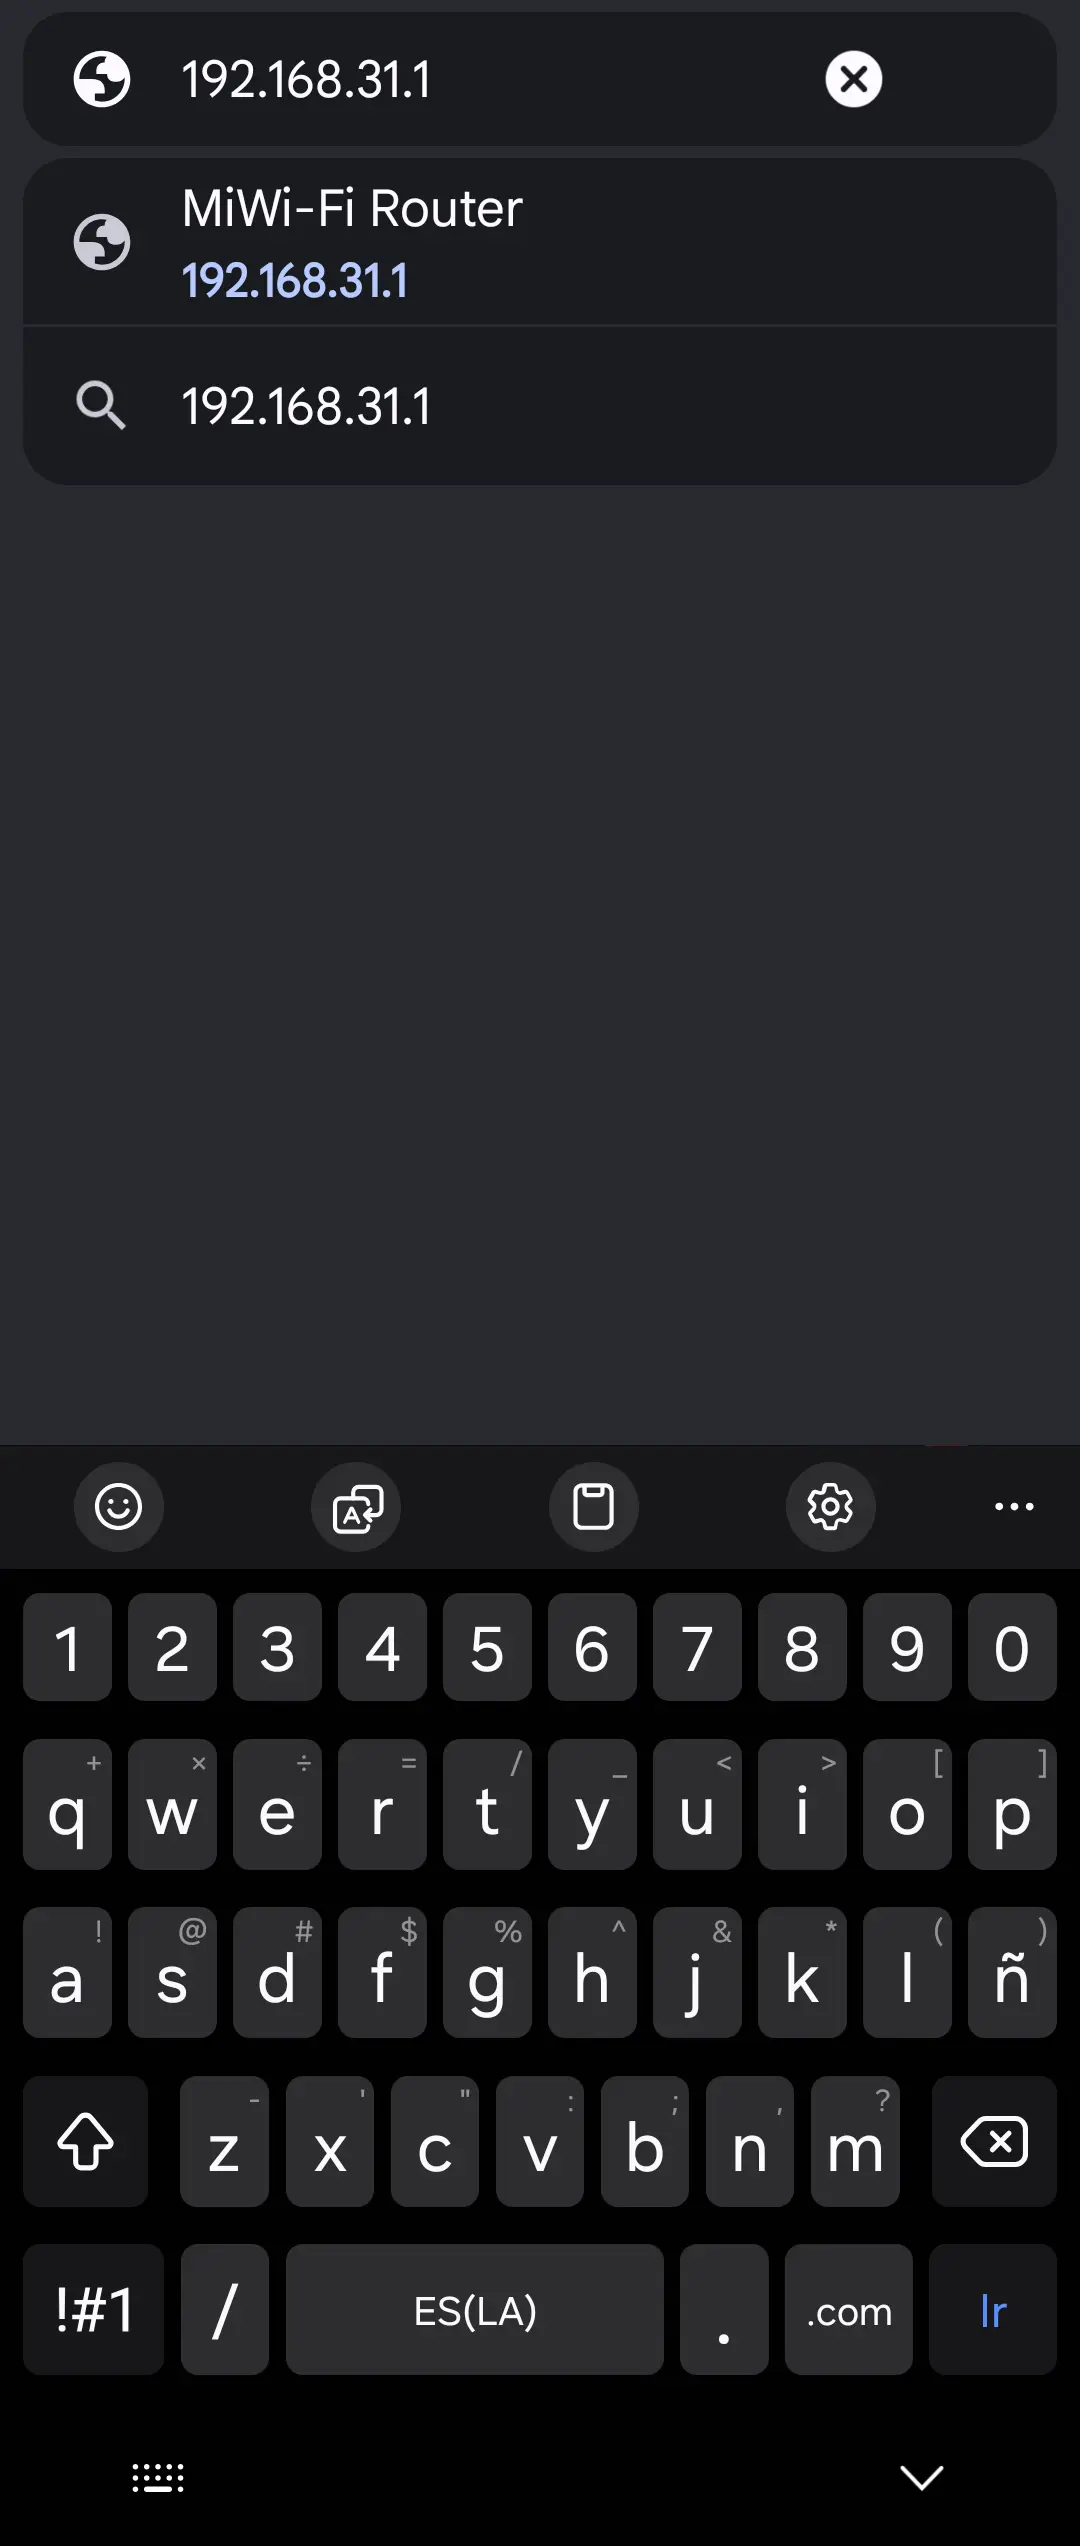 192.168.31.1
MiWi-Fi Router
192.168.31.1
192.168.31.1
1 2 3 4 5 6 7 8 9 0
+ × ÷ = / _ < > [ ]
q w e r t y u i o p
! @ # $ % ^ & * ( )
a s d f g h j k l ñ
- ' " : ; , ?
z x c v b n m
!#1 / ES(LA) . .com Ir